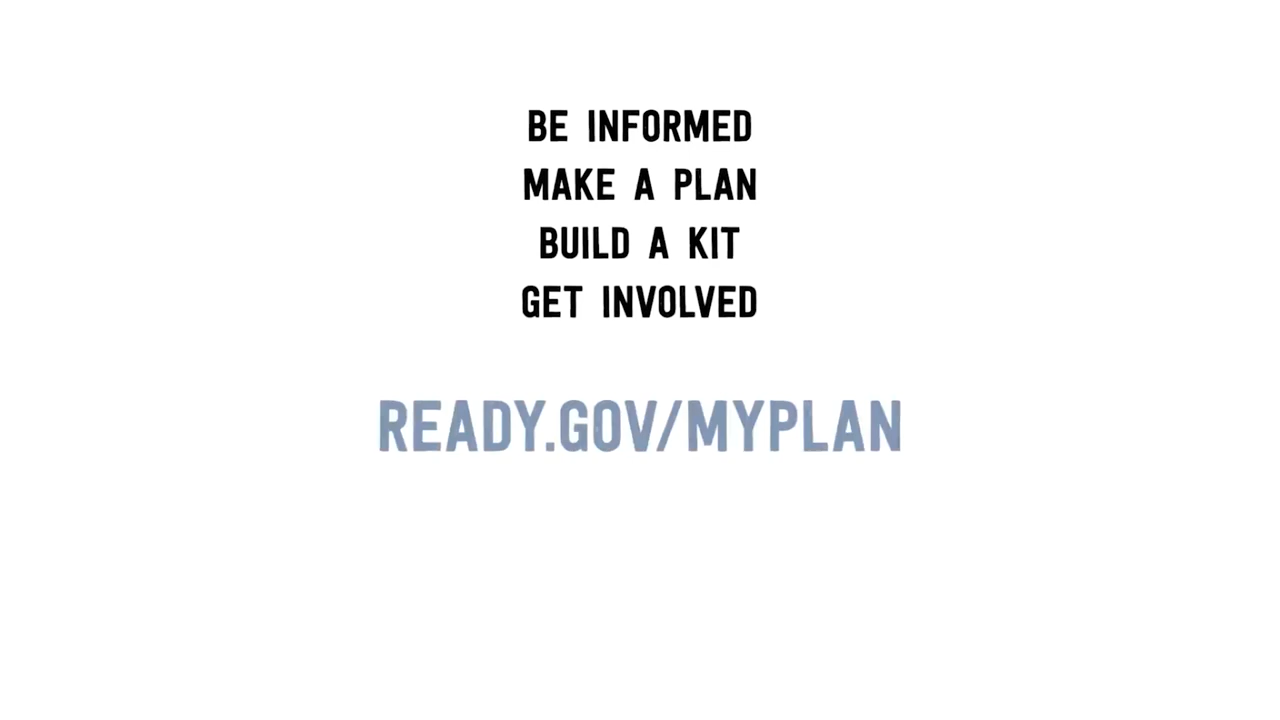 BE INFORMED
MAKE A PLAN
BUILD A KIT
GET INVOLVED
READY.GOV/MYPLAN